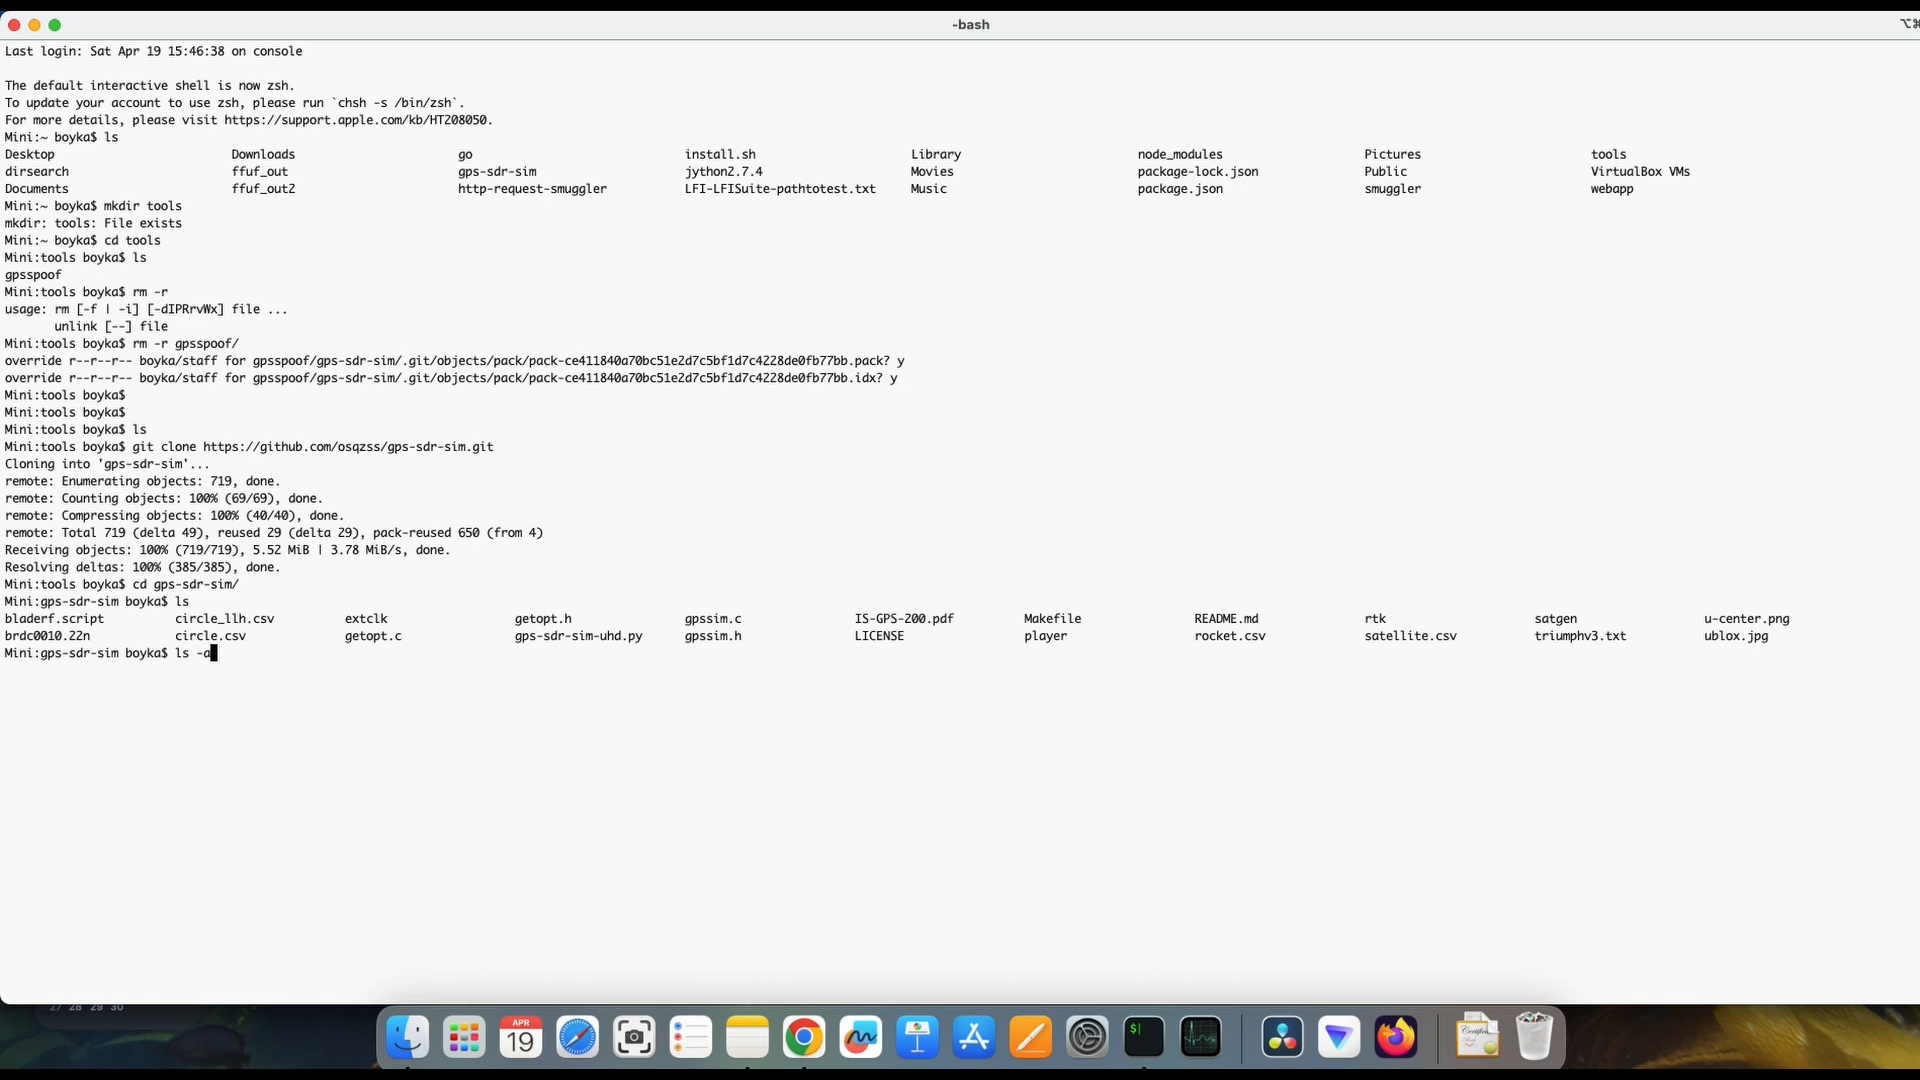 -bash
⌥⌘
Last login: Sat Apr 19 15:46:38 on console
The default interactive shell is now zsh.
To update your account to use zsh, please run `chsh -s /bin/zsh`.
For more details, please visit https://support.apple.com/kb/HT208050.
Mini:~ boyka$ ls
Desktop Downloads go install.sh Library node_modules Pictures tools
dirsearch ffuf_out gps-sdr-sim jython2.7.4 Movies package-lock.json Public VirtualBox VMs
Documents ffuf_out2 http-request-smuggler LFI-LFISuite-pathtotest.txt Music package.json smuggler webapp
Mini:~ boyka$ mkdir tools
mkdir: tools: File exists
Mini:~ boyka$ cd tools
Mini:tools boyka$ ls
gpsspoof
Mini:tools boyka$ rm -r
usage: rm [-f | -i] [-dIPRrvWx] file ...
unlink [--] file
Mini:tools boyka$ rm -r gpsspoof/
override r--r--r-- boyka/staff for gpsspoof/gps-sdr-sim/.git/objects/pack/pack-ce411840a70bc51e2d7c5bf1d7c4228de0fb77bb.pack? y
override r--r--r-- boyka/staff for gpsspoof/gps-sdr-sim/.git/objects/pack/pack-ce411840a70bc51e2d7c5bf1d7c4228de0fb77bb.idx? y
Mini:tools boyka$
Mini:tools boyka$
Mini:tools boyka$ ls
Mini:tools boyka$ git clone https://github.com/osqzss/gps-sdr-sim.git
Cloning into 'gps-sdr-sim'...
remote: Enumerating objects: 719, done.
remote: Counting objects: 100% (69/69), done.
remote: Compressing objects: 100% (40/40), done.
remote: Total 719 (delta 49), reused 29 (delta 29), pack-reused 650 (from 4)
Receiving objects: 100% (719/719), 5.52 MiB | 3.78 MiB/s, done.
Resolving deltas: 100% (385/385), done.
Mini:tools boyka$ cd gps-sdr-sim/
Mini:gps-sdr-sim boyka$ ls
bladerf.script circle_llh.csv extclk getopt.h gpssim.c IS-GPS-200.pdf Makefile README.md rtk satgen u-center.png
brdc0010.22n circle.csv getopt.c gps-sdr-sim-uhd.py gpssim.h LICENSE player rocket.csv satellite.csv triumphv3.txt ublox.jpg
Mini:gps-sdr-sim boyka$ ls -a
27 28 29 30
APR
19
$